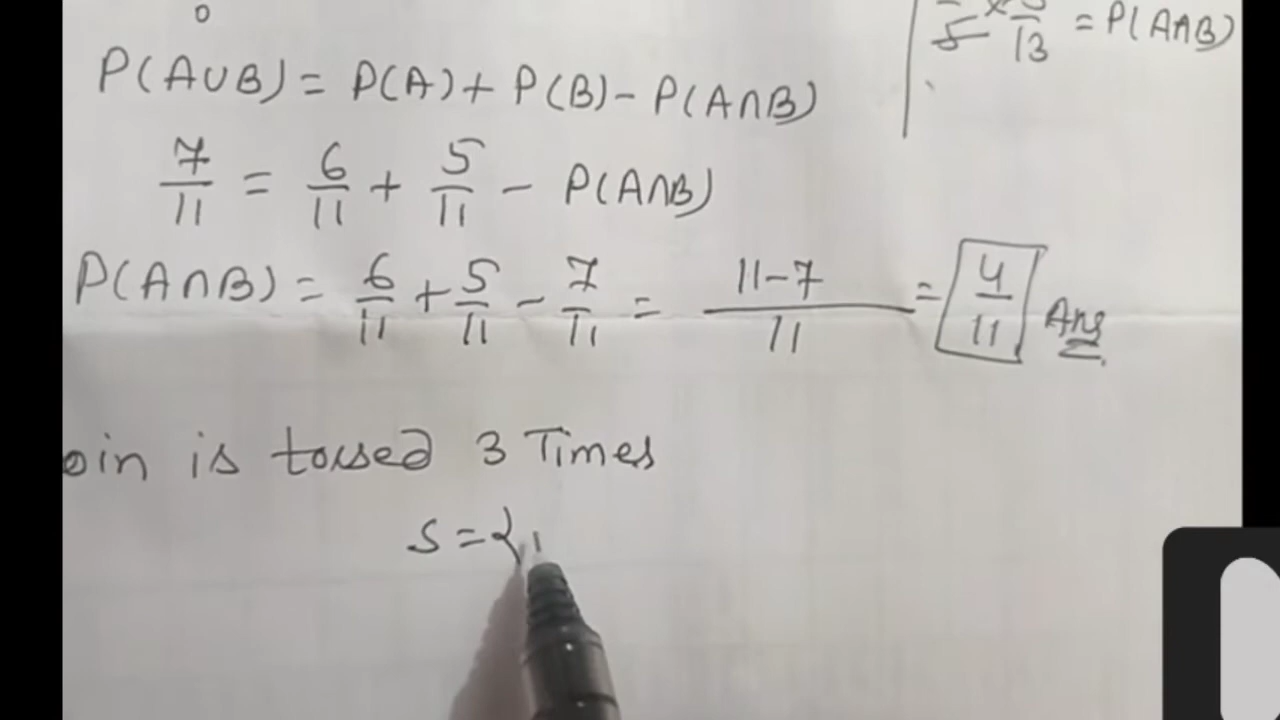 5 × 13 = P(A∩B)
P(A∪B) = P(A) + P(B) - P(A∩B)
7/11 = 6/11 + 5/11 - P(A∩B)
P(A∩B) = 6/11 + 5/11 - 7/11 = 11-7/11 = 4/11 Ans
oin is tossed 3 Times
S = {